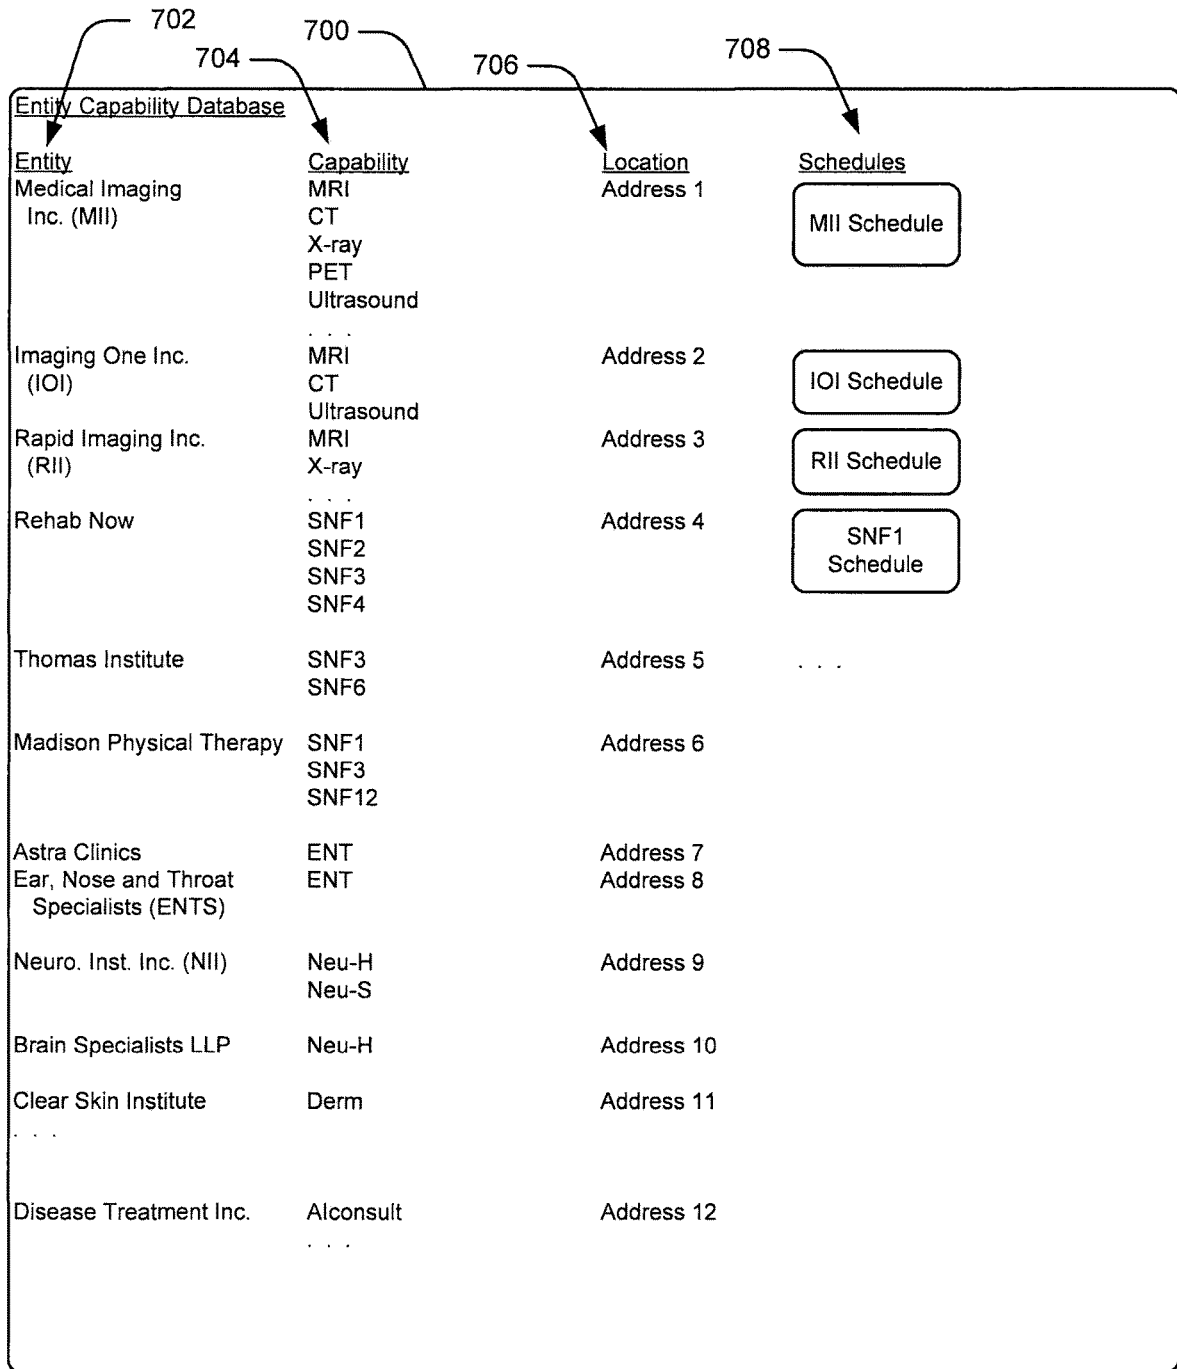 702
700
704
706
708
Entity Capability Database
Entity Capability Location Schedules
Medical Imaging MRI Address 1
Inc. (MII) CT MII Schedule
X-ray
PET
Ultrasound
. . .
Imaging One Inc. MRI Address 2
(IOI) CT IOI Schedule
Ultrasound
Rapid Imaging Inc. MRI Address 3
(RII) X-ray RII Schedule
. . .
Rehab Now SNF1 Address 4 SNF1
SNF2 Schedule
SNF3
SNF4
Thomas Institute SNF3 Address 5 . . .
SNF6
Madison Physical Therapy SNF1 Address 6
SNF3
SNF12
Astra Clinics ENT Address 7
Ear, Nose and Throat ENT Address 8
Specialists (ENTS)
Neuro. Inst. Inc. (NII) Neu-H Address 9
Neu-S
Brain Specialists LLP Neu-H Address 10
Clear Skin Institute Derm Address 11
. . .
Disease Treatment Inc. Alconsult Address 12
. . .